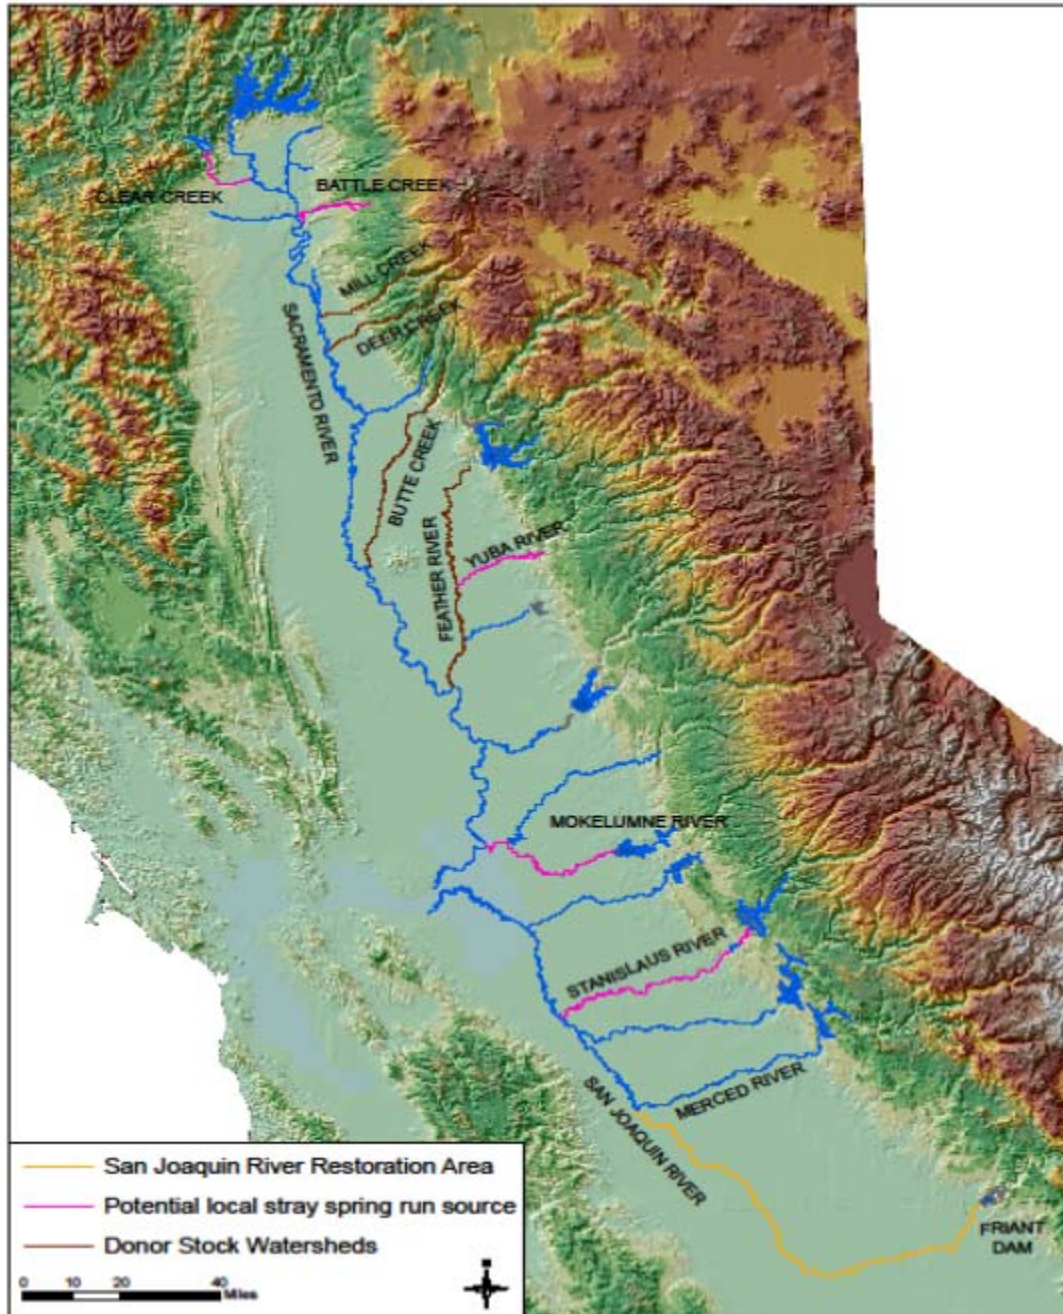 CLEAR CREEK
BATTLE CREEK
MILL CREEK
DEER CREEK
SACRAMENTO RIVER
BUTTE CREEK
FEATHER RIVER
YUBA RIVER
MOKELUMNE RIVER
STANISLAUS RIVER
MERCED RIVER
SAN JOAQUIN RIVER
FRIANT
DAM
San Joaquin River Restoration Area
Potential local stray spring run source
Donor Stock Watersheds
0 10 20 40
Miles